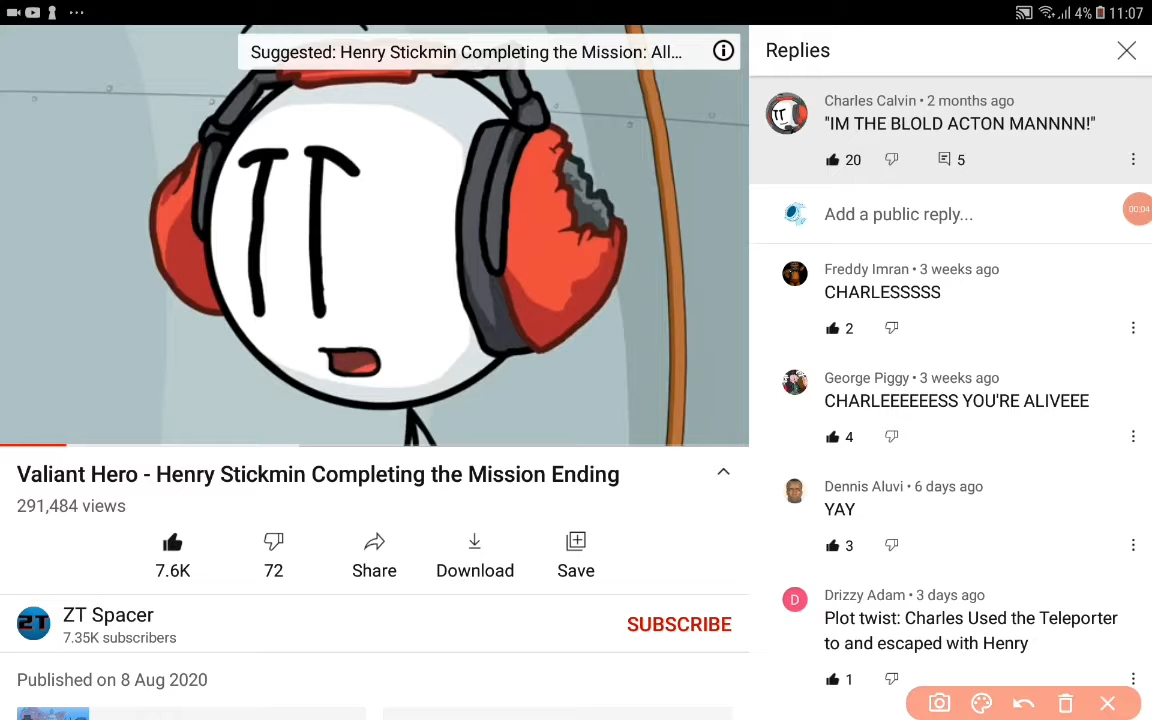 4% 11:07
Suggested: Henry Stickmin Completing the Mission: All...
Valiant Hero - Henry Stickmin Completing the Mission Ending
291,484 views
7.6K
72
Share
Download
Save
ZT
ZT Spacer
7.35K subscribers
SUBSCRIBE
Published on 8 Aug 2020
Replies
Charles Calvin • 2 months ago
"IM THE BLOLD ACTON MANNNN!"
20
5
Add a public reply...
00:04
Freddy Imran • 3 weeks ago
CHARLESSSSS
2
George Piggy • 3 weeks ago
CHARLEEEEEESS YOU'RE ALIVEEE
4
Dennis Aluvi • 6 days ago
YAY
3
D
Drizzy Adam • 3 days ago
Plot twist: Charles Used the Teleporter
to and escaped with Henry
1